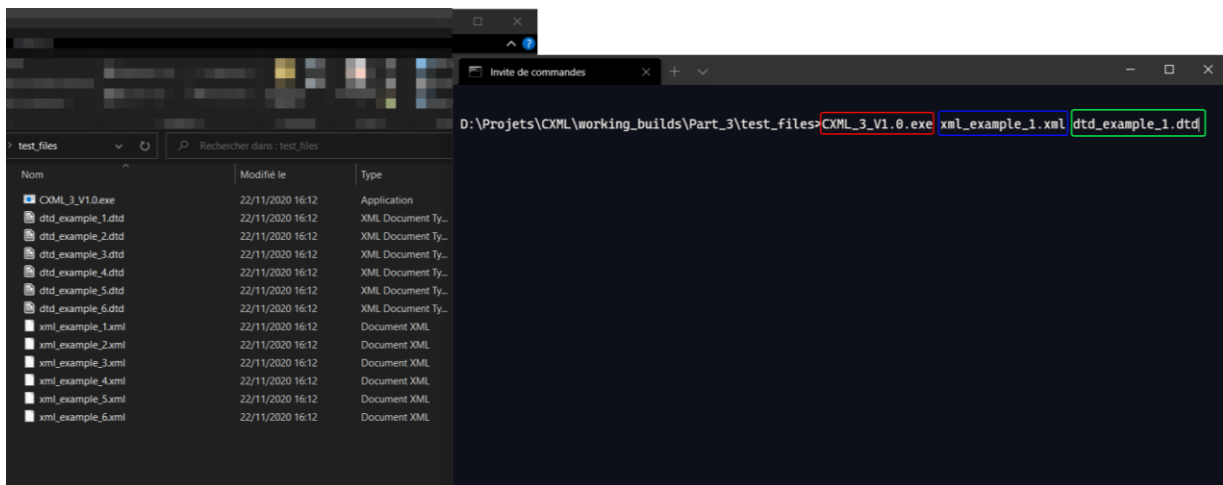 test_files
Rechercher dans : test_files
Nom Modifié le Type
CXML_3_V1.0.exe 22/11/2020 16:12 Application
dtd_example_1.dtd 22/11/2020 16:12 XML Document Ty...
dtd_example_2.dtd 22/11/2020 16:12 XML Document Ty...
dtd_example_3.dtd 22/11/2020 16:12 XML Document Ty...
dtd_example_4.dtd 22/11/2020 16:12 XML Document Ty...
dtd_example_5.dtd 22/11/2020 16:12 XML Document Ty...
dtd_example_6.dtd 22/11/2020 16:12 XML Document Ty...
xml_example_1.xml 22/11/2020 16:12 Document XML
xml_example_2.xml 22/11/2020 16:12 Document XML
xml_example_3.xml 22/11/2020 16:12 Document XML
xml_example_4.xml 22/11/2020 16:12 Document XML
xml_example_5.xml 22/11/2020 16:12 Document XML
xml_example_6.xml 22/11/2020 16:12 Document XML
Invite de commandes
D:\Projets\CXML\working_builds\Part_3\test_files>CXML_3_V1.0.exe xml_example_1.xml dtd_example_1.dtd